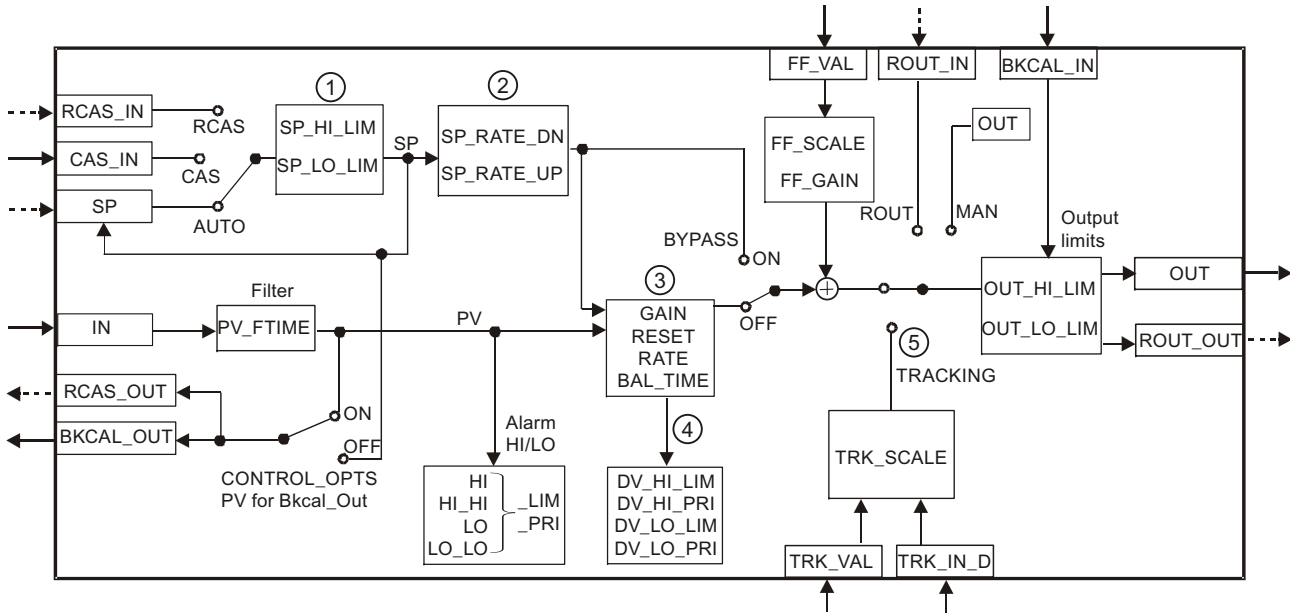 FF_VAL
ROUT_IN
BKCAL_IN
RCAS_IN
RCAS
CAS_IN
CAS
SP
AUTO
1
SP_HI_LIM
SP_LO_LIM
SP
2
SP_RATE_DN
SP_RATE_UP
FF_SCALE
FF_GAIN
OUT
ROUT
MAN
BYPASS
ON
OFF
Output
limits
OUT_HI_LIM
OUT_LO_LIM
OUT
ROUT_OUT
IN
Filter
PV_FTIME
PV
3
GAIN
RESET
RATE
BAL_TIME
5
TRACKING
RCAS_OUT
BKCAL_OUT
ON
OFF
CONTROL_OPTS
PV for Bkcal_Out
Alarm
HI/LO
HI
HI_HI
LO
LO_LO
_LIM
_PRI
4
DV_HI_LIM
DV_HI_PRI
DV_LO_LIM
DV_LO_PRI
TRK_SCALE
TRK_VAL
TRK_IN_D